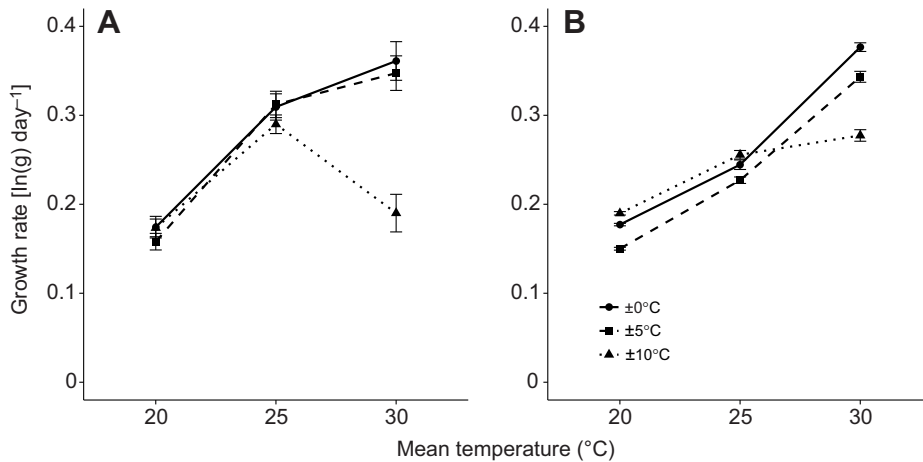 A
B
Growth rate [ln(g) day–1]
0.4
0.3
0.2
0.1
0
20 25 30
0.4
0.3
0.2
0.1
0
±0°C
±5°C
±10°C
20 25 30
Mean temperature (°C)